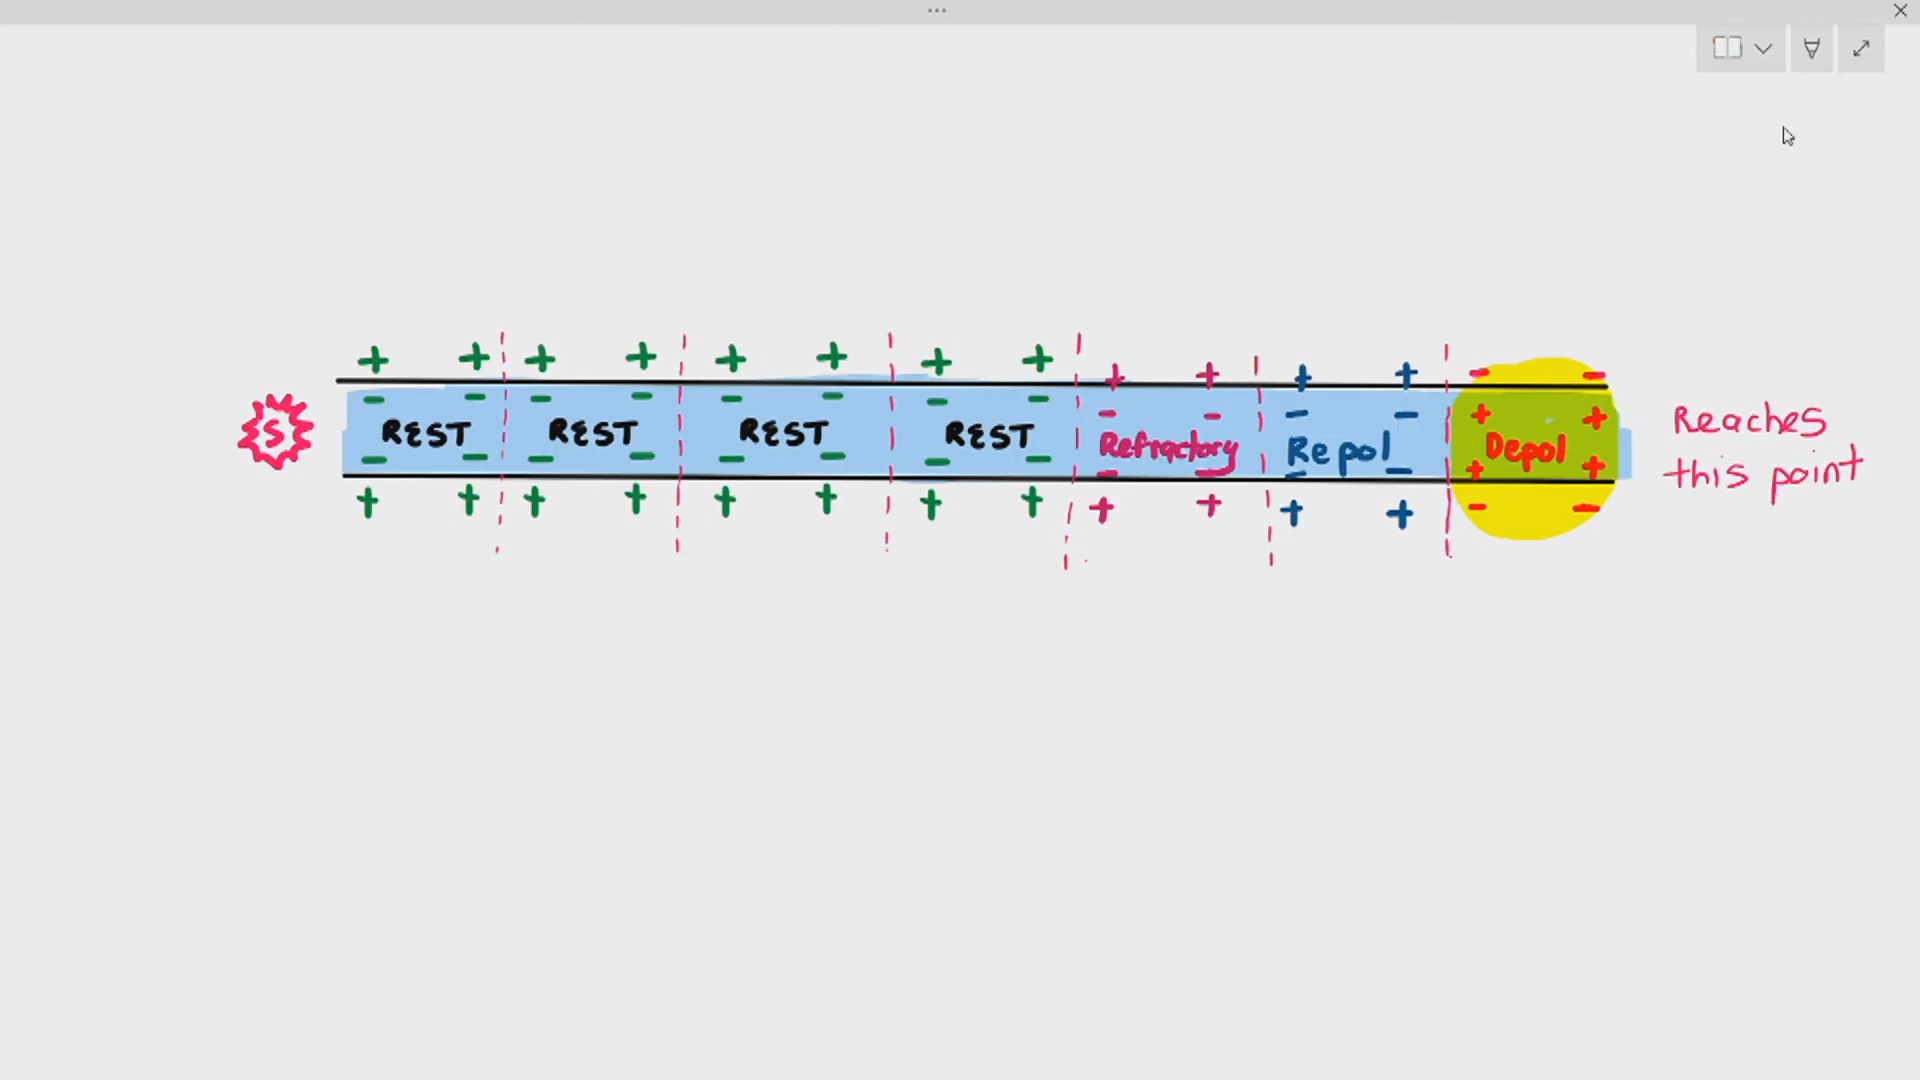 S
REST REST REST REST Refractory Repol Depol
Reaches
this point